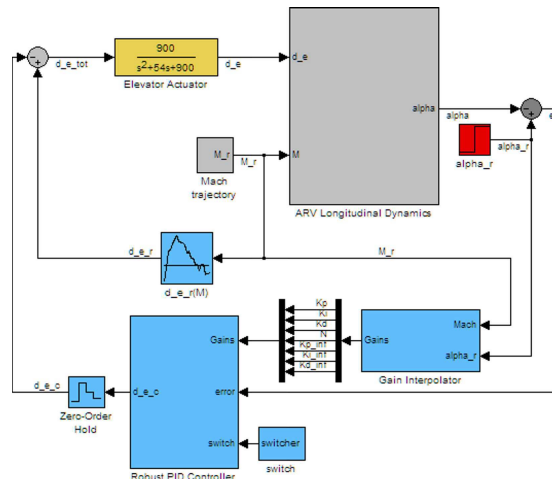 900
s²+54s+900
d_e_tot
d_e
Elevator Actuator
d_e
alpha
alpha
e
M_r
M_r
M
Mach
trajectory
alpha_r
alpha_r
ARV Longitudinal Dynamics
d_e_r
M_r
d_e_r(M)
Kp
Ki
Kd
N
Kp_inf
Ki_inf
Kd_inf
Mach
Gains
Gains
alpha_r
Gain Interpolator
d_e_c
d_e_c
error
Zero-Order
Hold
switch
switcher
switch
Robust PID Controller